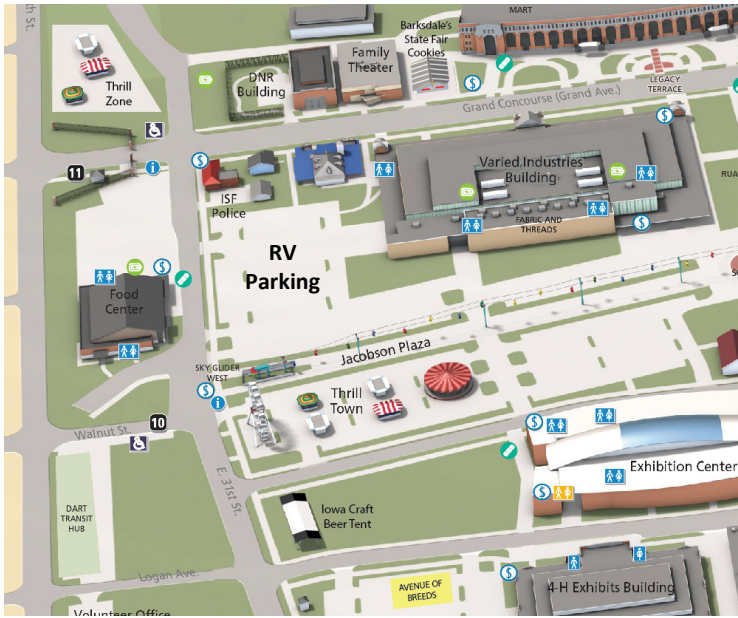 th St.
MART
Barksdale's
State Fair
Cookies
Family
Theater
DNR
Building
Thrill
Zone
LEGACY
TERRACE
Grand Concourse (Grand Ave.)
$
$
11
i
$
Varied Industries
Building
RUA
ISF
Police
FABRIC AND
THREADS
$
RV
Parking
$
Food
Center
S
Jacobson Plaza
SKY GLIDER
WEST
$
i
Thrill
Town
10
Walnut St.
$
Exhibition Center
E. 31st St.
$
DART
TRANSIT
HUB
Iowa Craft
Beer Tent
Logan Ave.
$
AVENUE OF
BREEDS
4-H Exhibits Building
Volunteer Office